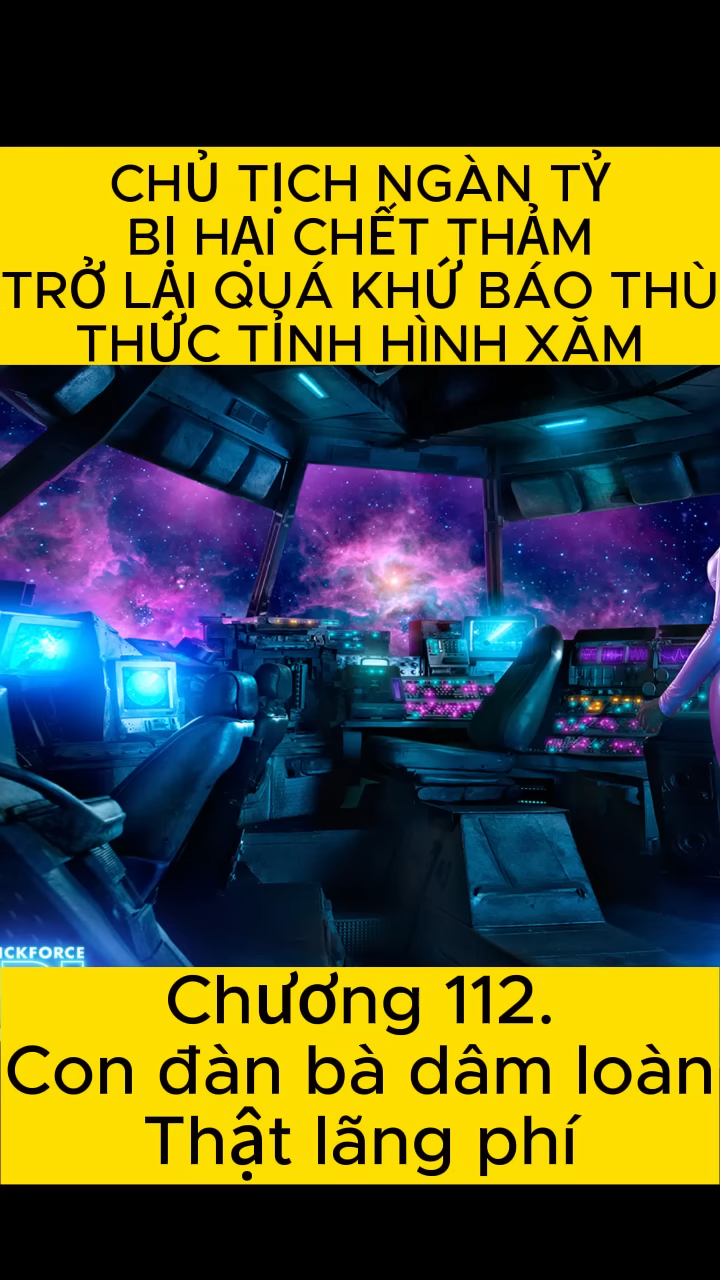 CHỦ TỊCH NGÀN TỶ
BỊ HẠI CHẾT THẢM
TRỞ LẠI QUÁ KHỨ BÁO THÙ
THỨC TỈNH HÌNH XĂM
ICKFORCE
Chương 112.
Con đàn bà dâm loàn
Thật lãng phí